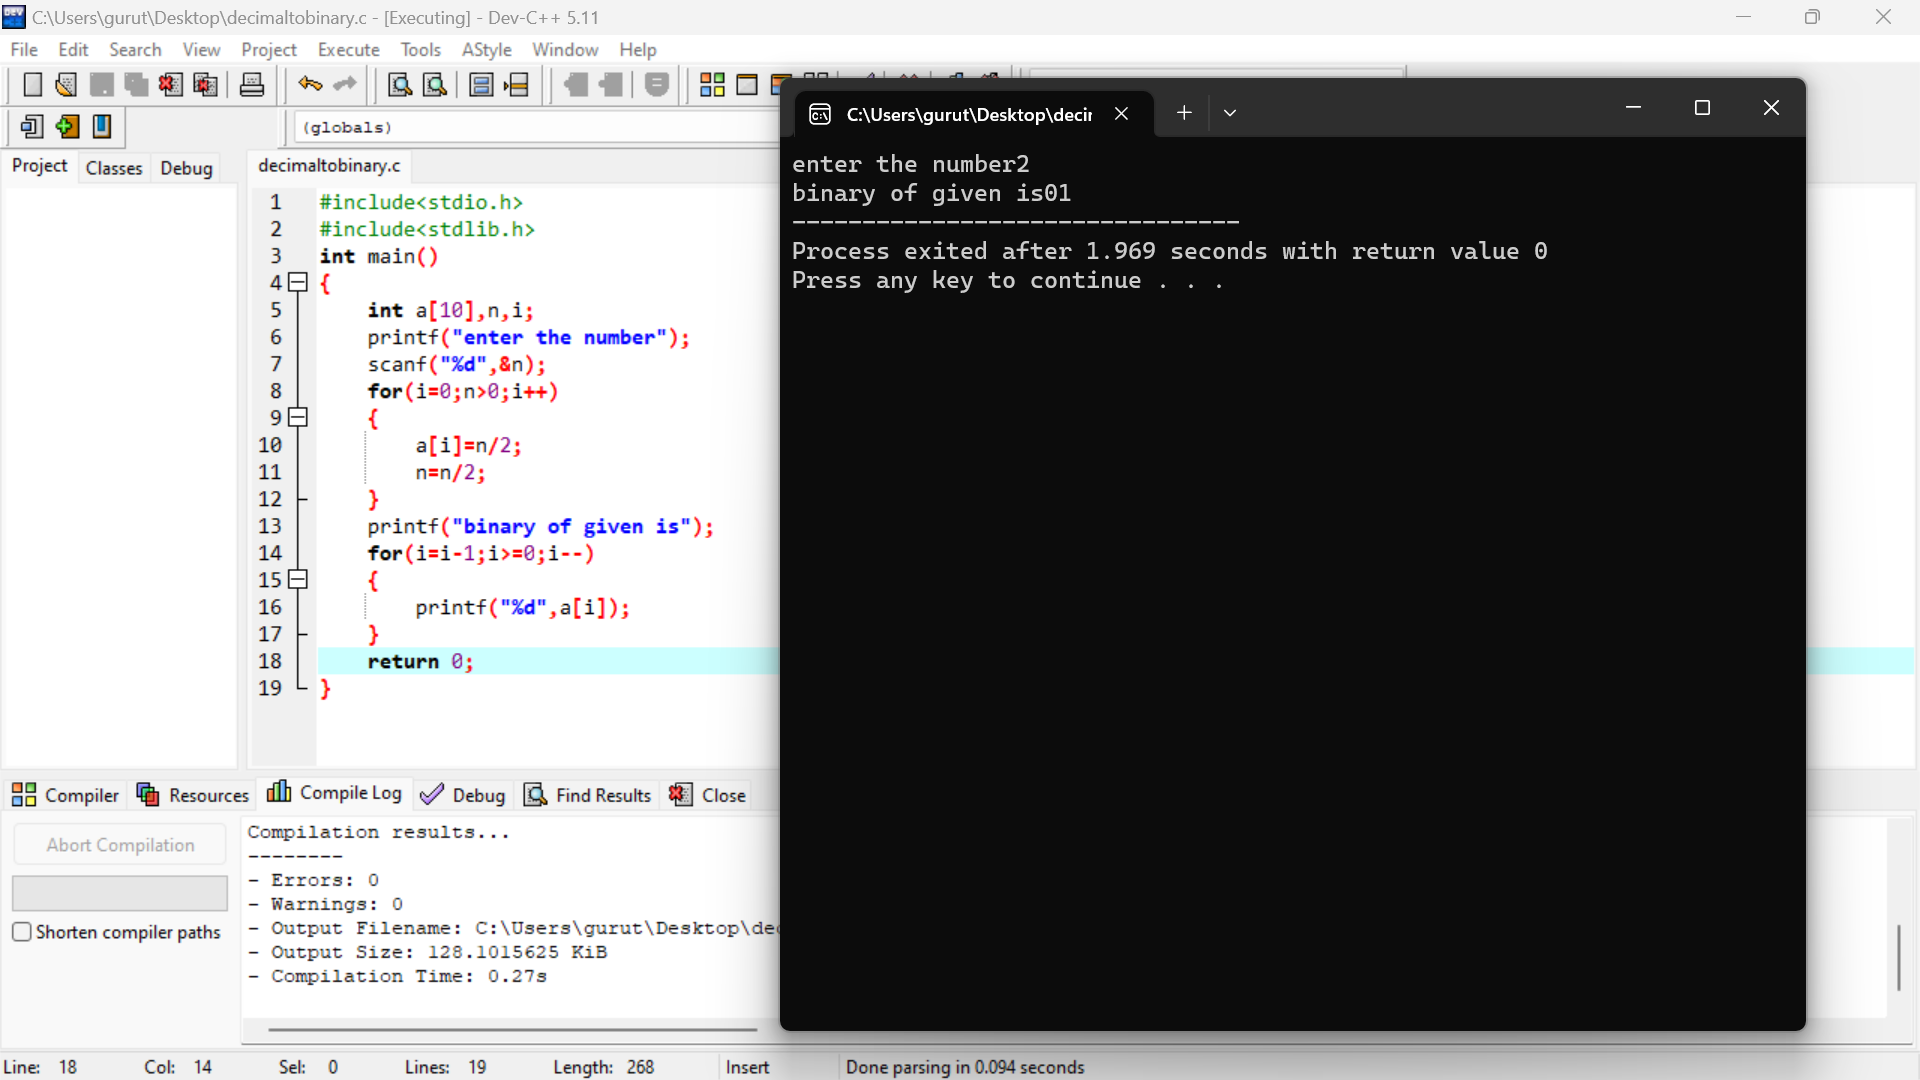 C:\Users\gurut\Desktop\decimaltobinary.c - [Executing] - Dev-C++ 5.11
File Edit Search View Project Execute Tools AStyle Window Help
(globals)
Project Classes Debug
decimaltobinary.c
1 #include<stdio.h>
2 #include<stdlib.h>
3 int main()
4 {
5 int a[10],n,i;
6 printf("enter the number");
7 scanf("%d",&n);
8 for(i=0;n>0;i++)
9 {
10 a[i]=n/2;
11 n=n/2;
12 }
13 printf("binary of given is");
14 for(i=i-1;i>=0;i--)
15 {
16 printf("%d",a[i]);
17 }
18 return 0;
19 }
C:\Users\gurut\Desktop\decir
enter the number2
binary of given is01
--------------------------------
Process exited after 1.969 seconds with return value 0
Press any key to continue . . .
Compiler Resources Compile Log Debug Find Results Close
Abort Compilation
Shorten compiler paths
Compilation results...
--------
- Errors: 0
- Warnings: 0
- Output Filename: C:\Users\gurut\Desktop\dec
- Output Size: 128.1015625 KiB
- Compilation Time: 0.27s
Line: 18 Col: 14 Sel: 0 Lines: 19 Length: 268 Insert Done parsing in 0.094 seconds